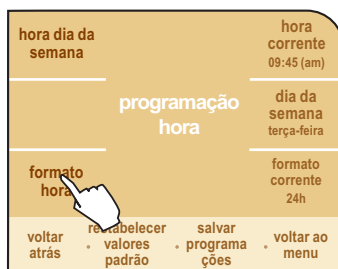 hora dia da
semana
hora
corrente
09:45 (am)
programação
hora
dia da
semana
terça-feira
formato
hora
formato
corrente
24h
voltar
atrás
restabelecer
valores
padrão
salvar
programa
ções
voltar ao
menu